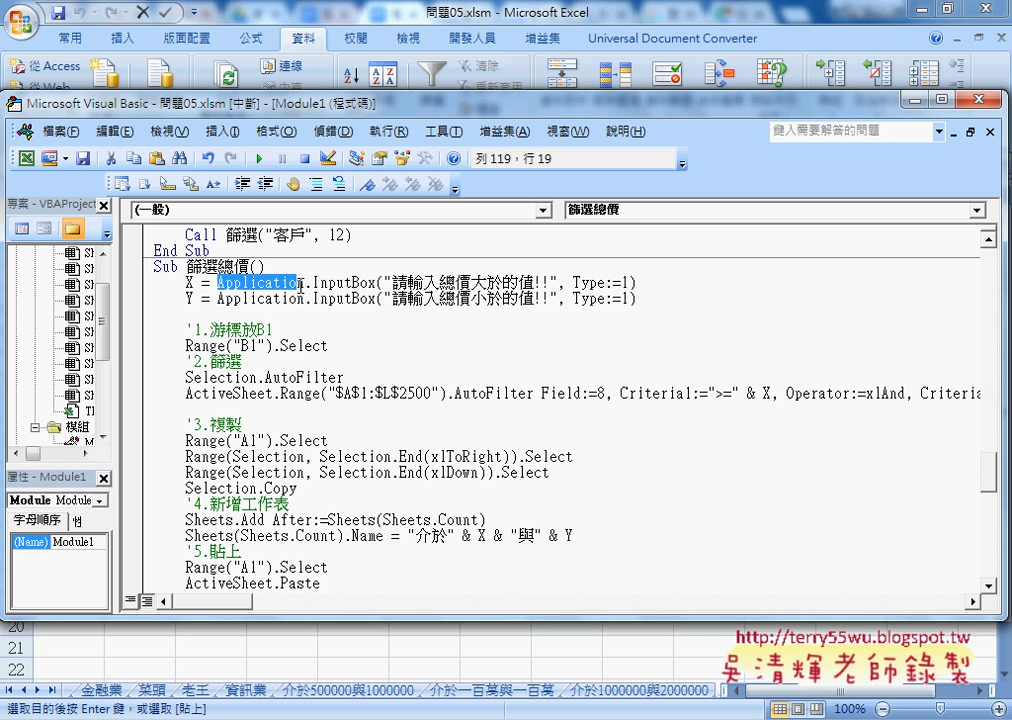 問題05.xlsm - Microsoft Excel
常用 插入 版面配置 公式 資料 校閱 檢視 開發人員 增益集 Universal Document Converter
從 Access 連線 清除
從 Web
Microsoft Visual Basic - 問題05.xlsm [中斷] - [Module1 (程式碼)]
檔案(F) 編輯(E) 檢視(V) 插入(I) 格式(O) 偵錯(D) 執行(R) 工具(T) 增益集(A) 視窗(W) 說明(H) 鍵入需要解答的問題
列 119，行 19
專案 - VBAProject
(一般) 篩選總價
Call 篩選("客戶", 12)
End Sub
Sub 篩選總價()
X = Application.InputBox("請輸入總價大於的值!!", Type:=1)
Y = Application.InputBox("請輸入總價小於的值!!", Type:=1)
'1.游標放B1
Range("B1").Select
'2.篩選
Selection.AutoFilter
ActiveSheet.Range("$A$1:$L$2500").AutoFilter Field:=8, Criteria1:=">=" & X, Operator:=xlAnd, Criteria
'3.複製
Range("A1").Select
Range(Selection, Selection.End(xlToRight)).Select
Range(Selection, Selection.End(xlDown)).Select
Selection.Copy
'4.新增工作表
Sheets.Add After:=Sheets(Sheets.Count)
Sheets(Sheets.Count).Name = "介於" & X & "與" & Y
'5.貼上
Range("A1").Select
ActiveSheet.Paste
模組
屬性 - Module1
Module Module
字母順序
(Name) Module1
20
21
22
http://terry55wu.blogspot.tw
吳清輝老師錄製
金融業 菜頭 老王 資訊業 介於500000與1000000 介於一百萬與一百萬 介於1000000與2000000
選取目的後按 Enter 鍵，或選取 [貼上]
100%